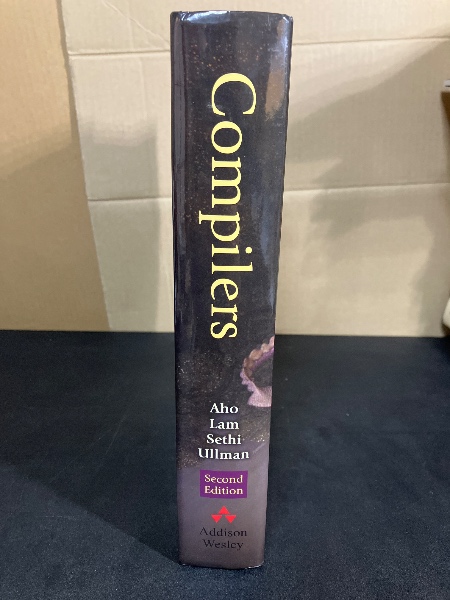 Compilers
Aho
Lam
Sethi
Ullman
Second
Edition
Addison
Wesley